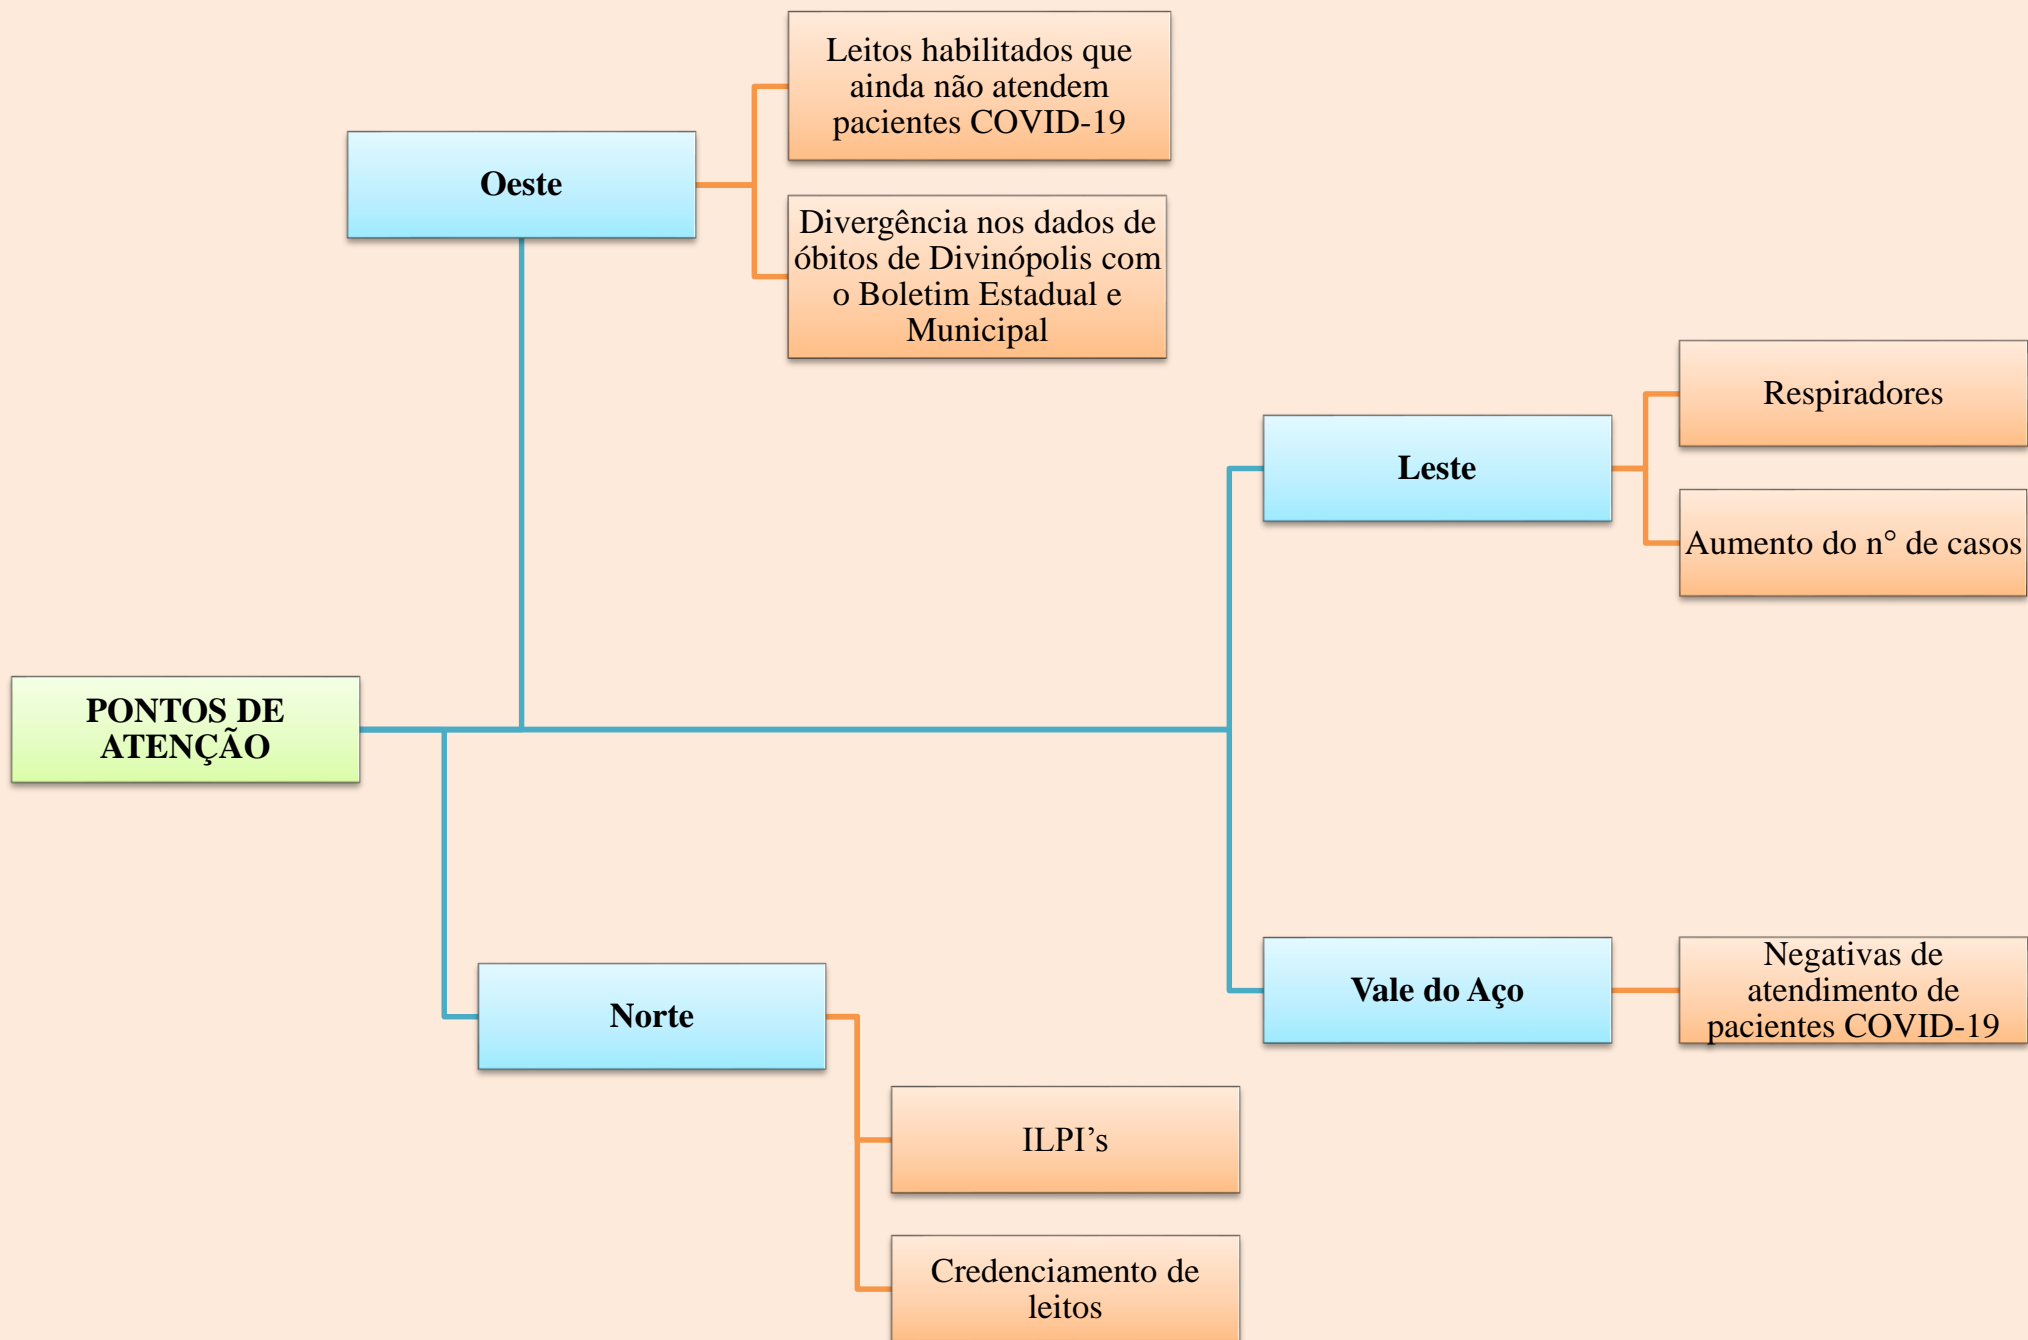 Leitos habilitados que
ainda não atendem
pacientes COVID-19
Oeste
Divergência nos dados de
óbitos de Divinópolis com
o Boletim Estadual e
Municipal
Respiradores
Leste
Aumento do n° de casos
PONTOS DE
ATENÇÃO
Vale do Aço
Negativas de
atendimento de
pacientes COVID-19
Norte
ILPI’s
Credenciamento de
leitos